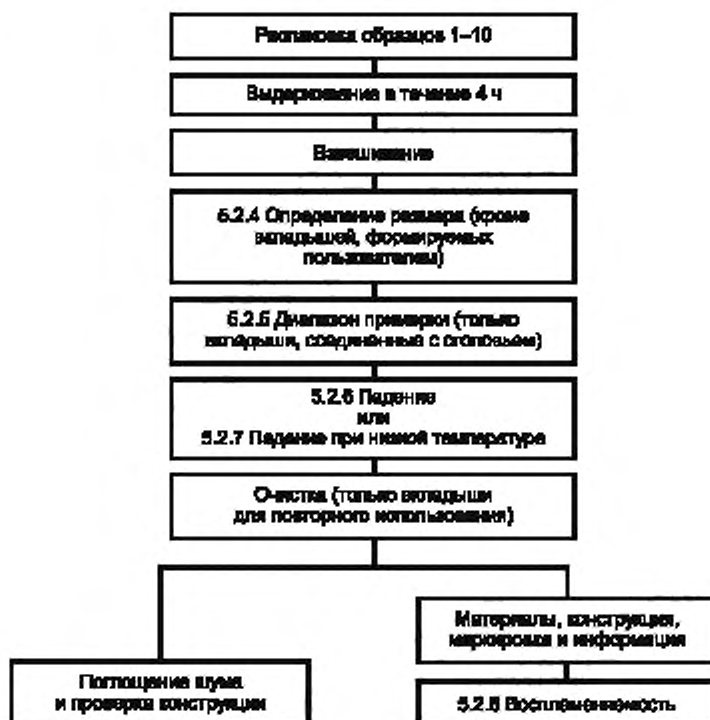 Распаковка образцов 1–10
Выдерживание в течение 4 ч
Взвешивание
5.2.4 Определение размера (кроме
вкладышей, формируемых
пользователем)
5.2.5 Диапазон примерки (только
вкладыши, соединенные с оголовьем)
5.2.6 Падение
или
5.2.7 Падение при низкой температуре
Очистка (только вкладыши
для повторного использования)
Материалы, конструкция,
маркировка и информация
Поглощение шума
и проверка конструкции
5.2.8 Воспламеняемость